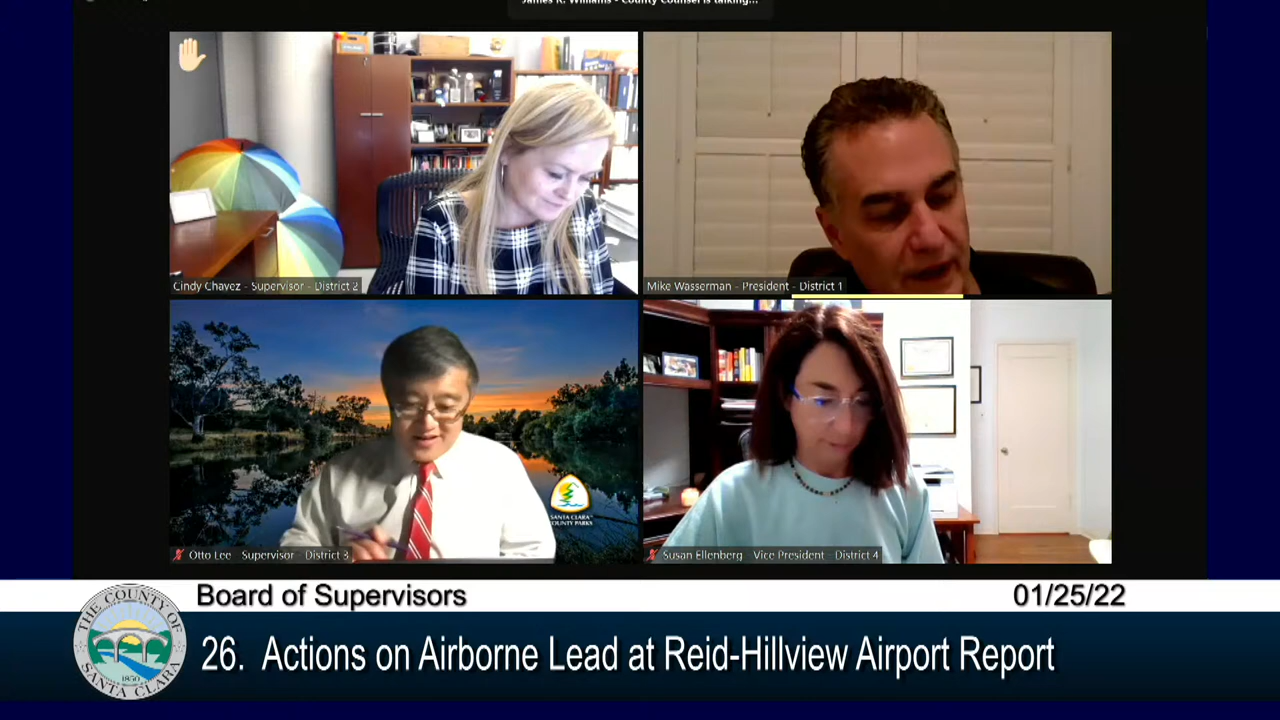 James R. Williams - County Counsel is talking...
Cindy Chavez - Supervisor - District 2
Mike Wasserman - President - District 1
SANTA CLARA
COUNTY PARKS
Otto Lee - Supervisor - District 3
Susan Ellenberg - Vice President - District 4
Board of Supervisors
01/25/22
THE COUNTY OF
SANTA CLARA
1850
26. Actions on Airborne Lead at Reid-Hillview Airport Report